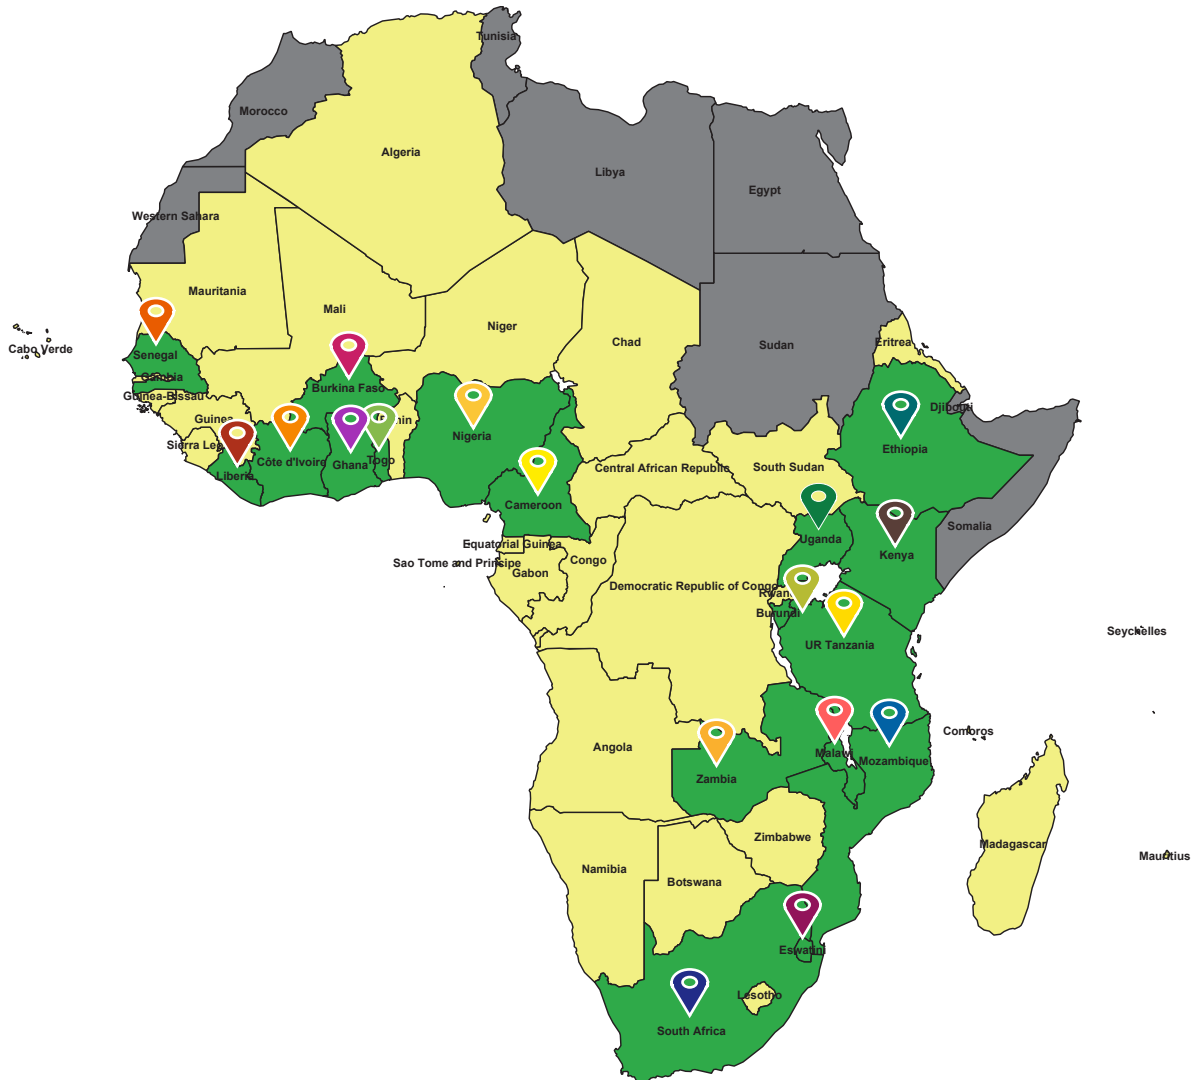 Tunisia
Morocco
Algeria
Libya
Egypt
Western Sahara
Mauritania
Mali
Niger
Chad
Sudan
Eritrea
Cabo Verde
Senegal
Gambia
Guinea-Bissau
Burkina Faso
Djibouti
Guinea
Nigeria
Ethiopia
Sierra Leo
Côte d'Ivoire
Ghana
Togo
Liberia
Central African Republic
South Sudan
Cameroon
Somalia
Uganda
Kenya
Equatorial Guinea
Sao Tome and Principe
Congo
Gabon
Democratic Republic of Congo
Burundi
UR Tanzania
Seychelles
Comoros
Angola
Malawi
Mozambique
Zambia
Zimbabwe
Madagascar
Mauritius
Namibia
Botswana
Eswatini
Lesotho
South Africa